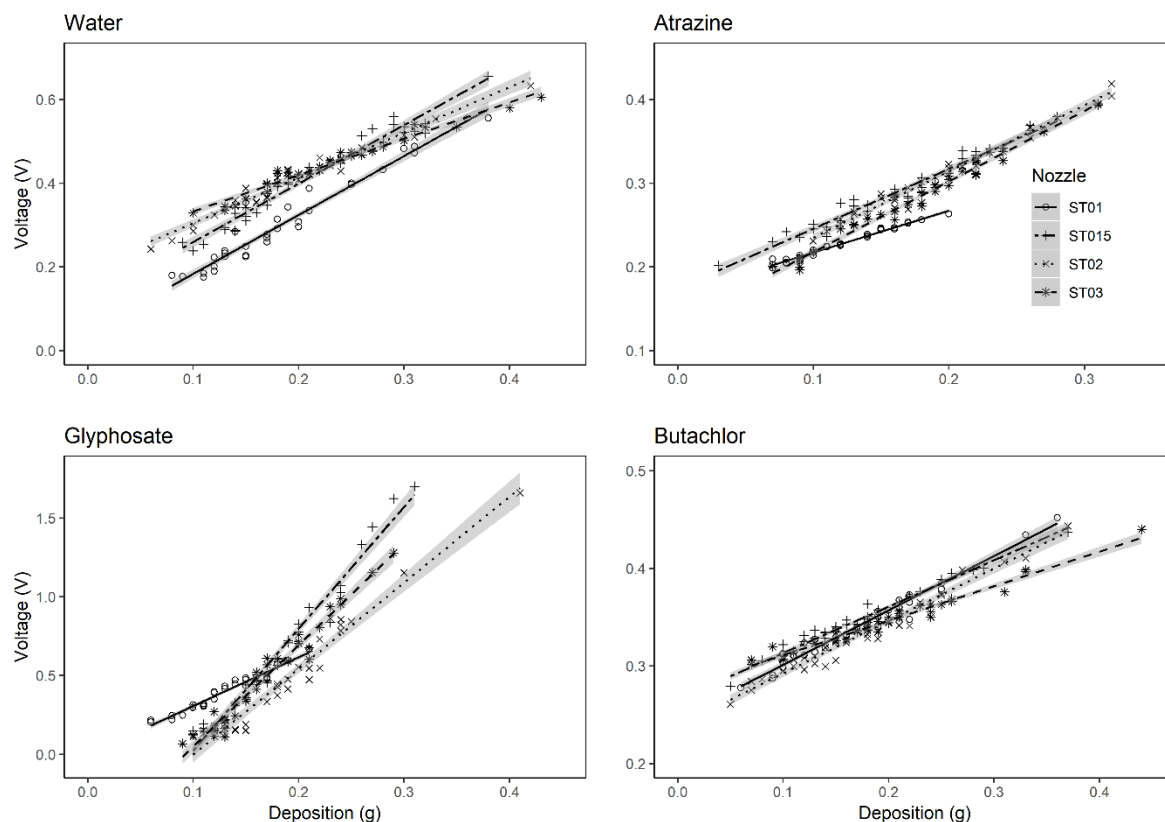 Water
Voltage (V)
0.6
0.4
0.2
0.0
0.0 0.1 0.2 0.3 0.4
Atrazine
0.4
0.3
0.2
0.1
0.0 0.1 0.2 0.3
Nozzle
ST01
ST015
ST02
ST03
Glyphosate
Voltage (V)
1.5
1.0
0.5
0.0
0.0 0.1 0.2 0.3 0.4
Deposition (g)
Butachlor
0.5
0.4
0.3
0.2
0.0 0.1 0.2 0.3 0.4
Deposition (g)